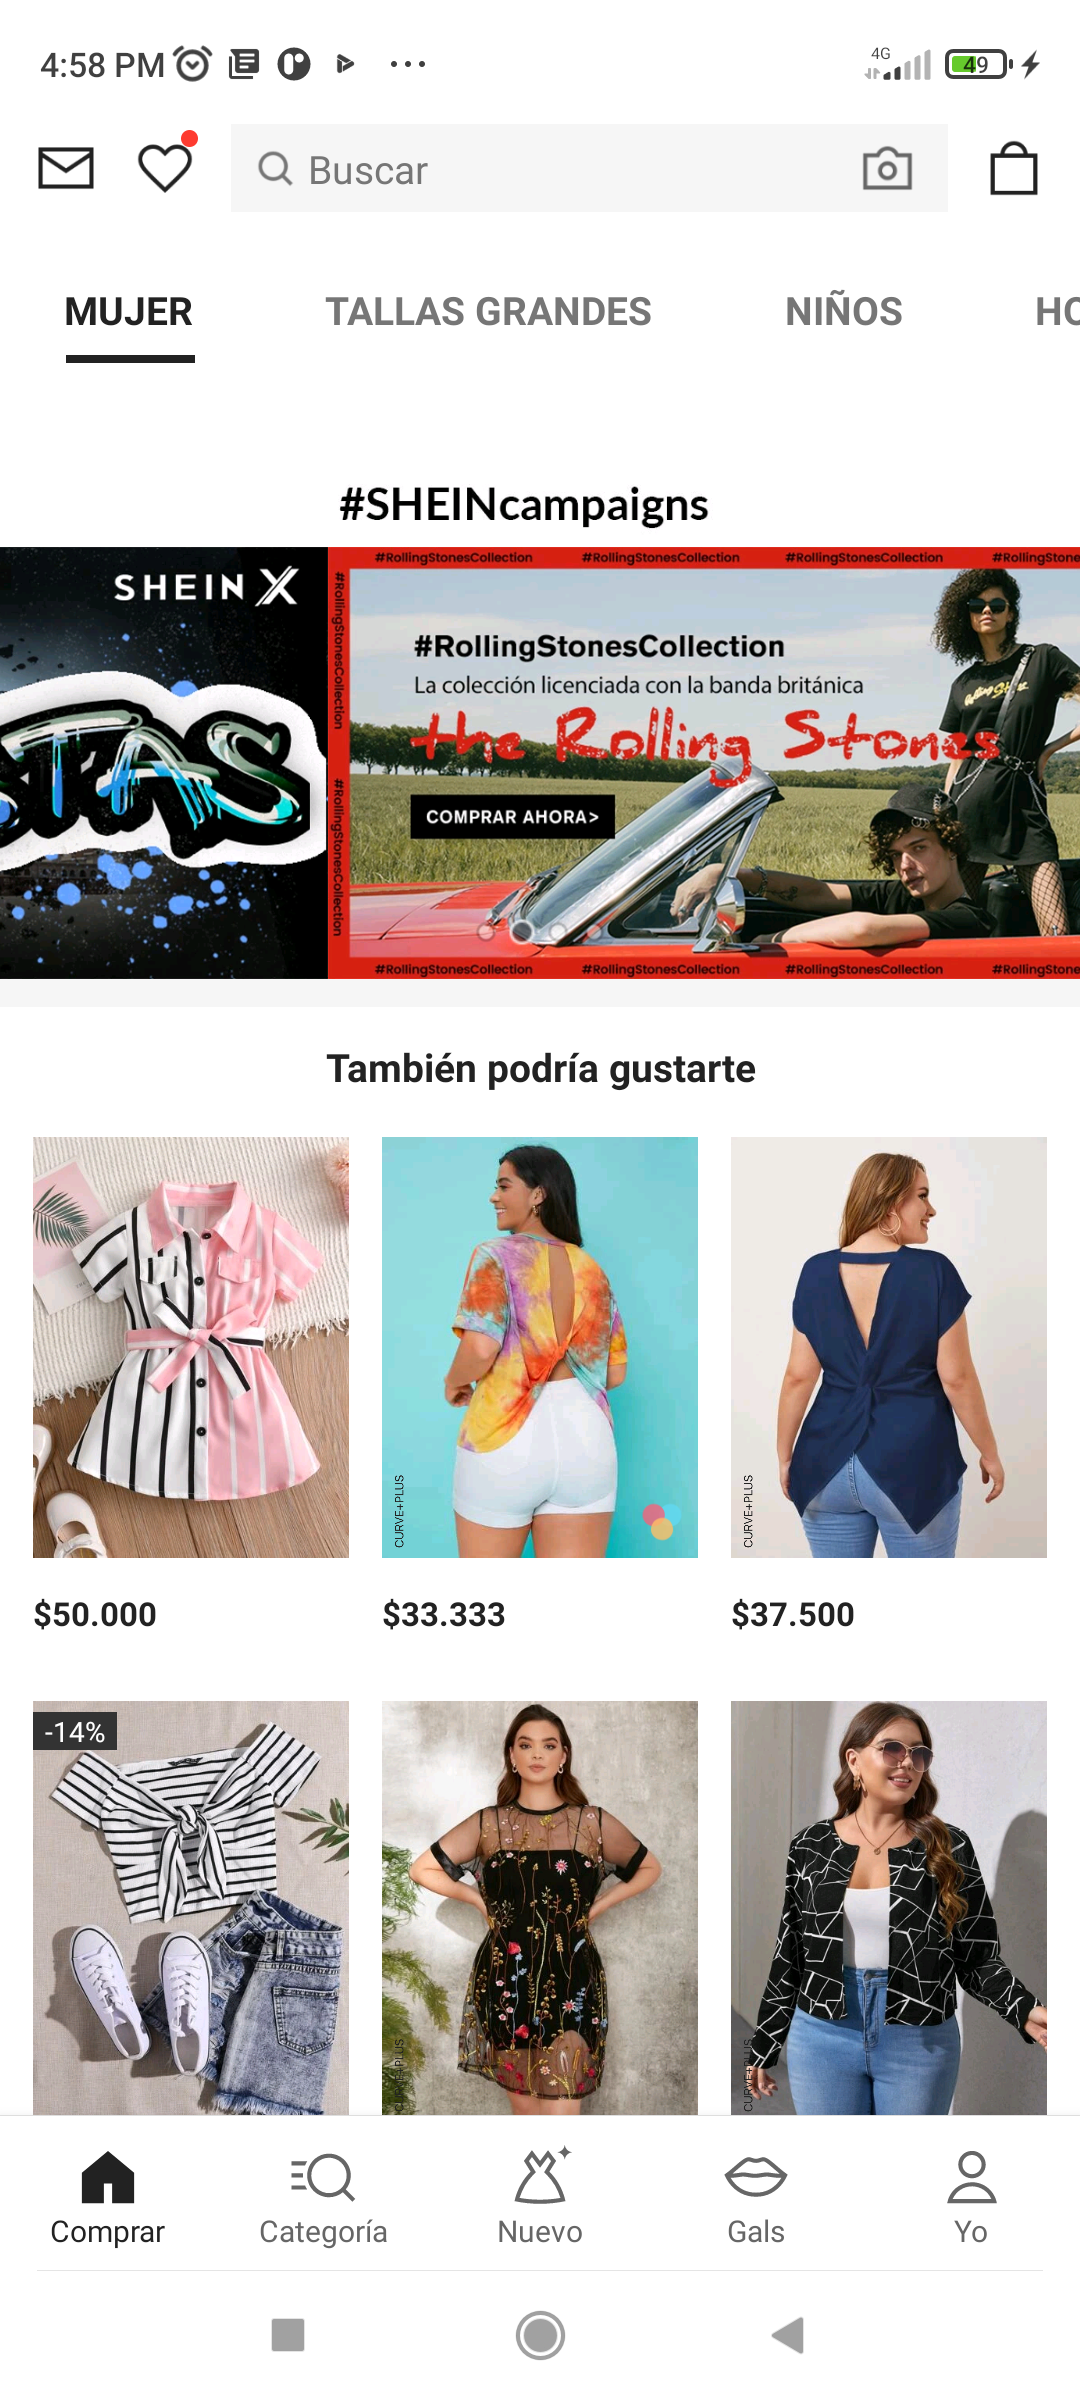 4:58 PM
4G
49
Buscar
MUJER
TALLAS GRANDES
NIÑOS
HO
#SHEINcampaigns
SHEIN X
TAS
#RollingStonesCollection #RollingStonesCollection #RollingStonesCollection #RollingStone
#RollingStonesCollection
#RollingStonesCollection
#RollingStonesCollection
La colección licenciada con la banda británica
the Rolling Stones
COMPRAR AHORA>
#RollingStonesCollection #RollingStonesCollection #RollingStonesCollection #RollingStone
También podría gustarte
CURVE+PLUS
CURVE+PLUS
$50.000
$33.333
$37.500
-14%
CURVE+PLUS
CURVE+PLUS
Comprar
Categoría
Nuevo
Gals
Yo